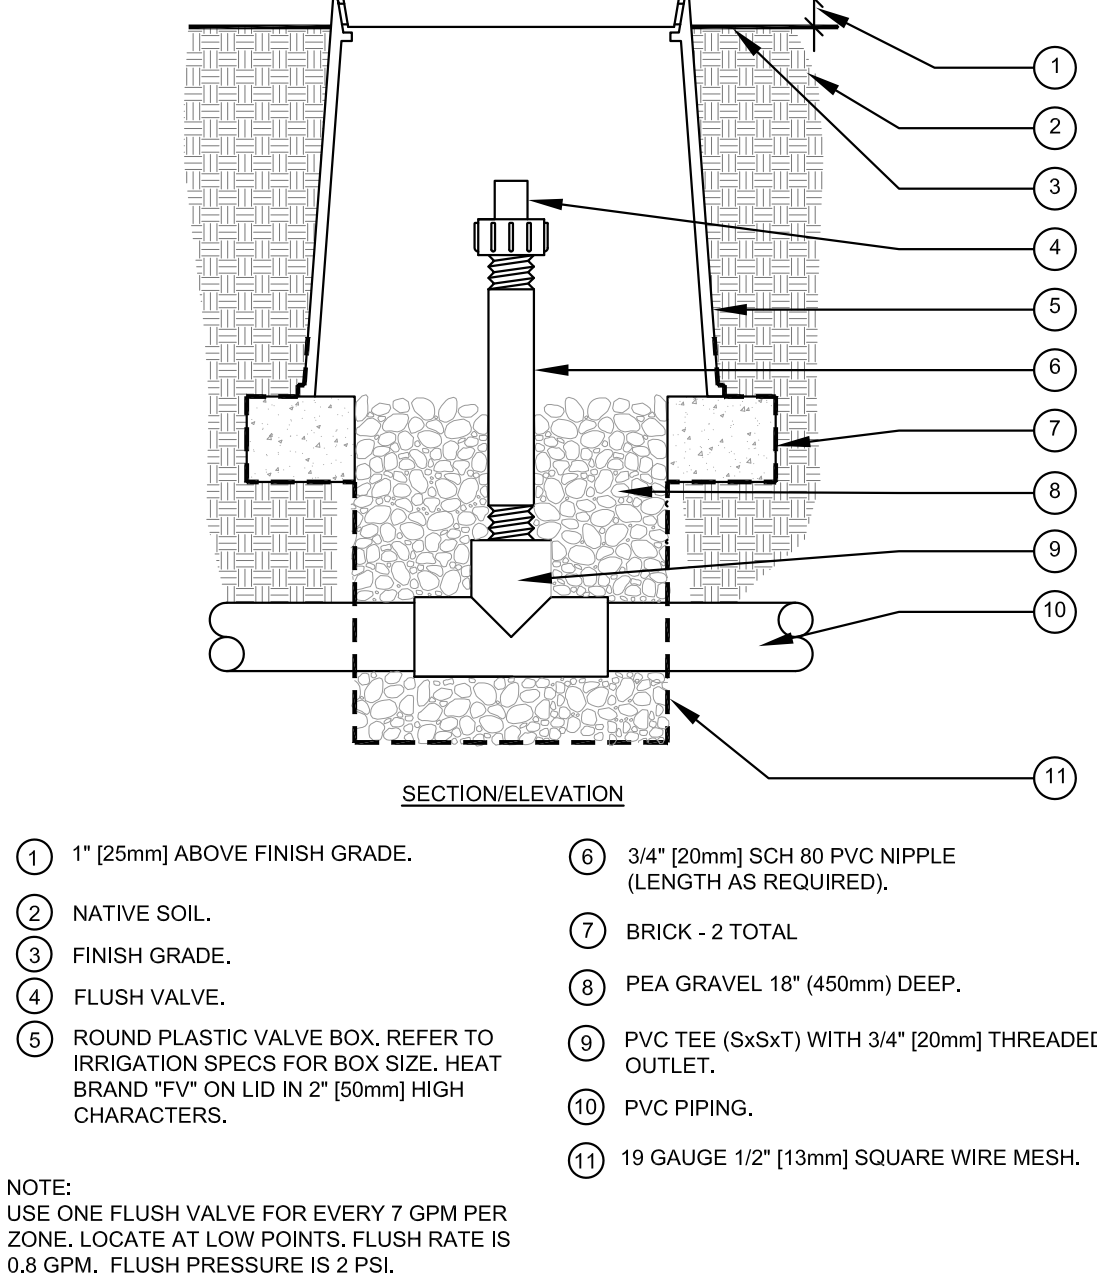 1
2
3
4
5
6
7
8
9
10
11
SECTION/ELEVATION
1 1" [25mm] ABOVE FINISH GRADE.
2 NATIVE SOIL.
3 FINISH GRADE.
4 FLUSH VALVE.
5 ROUND PLASTIC VALVE BOX. REFER TO
IRRIGATION SPECS FOR BOX SIZE. HEAT
BRAND "FV" ON LID IN 2" [50mm] HIGH
CHARACTERS.
6 3/4" [20mm] SCH 80 PVC NIPPLE
(LENGTH AS REQUIRED).
7 BRICK - 2 TOTAL
8 PEA GRAVEL 18" (450mm) DEEP.
9 PVC TEE (SxSxT) WITH 3/4" [20mm] THREADED
OUTLET.
10 PVC PIPING.
11 19 GAUGE 1/2" [13mm] SQUARE WIRE MESH.
NOTE:
USE ONE FLUSH VALVE FOR EVERY 7 GPM PER
ZONE. LOCATE AT LOW POINTS. FLUSH RATE IS
0.8 GPM. FLUSH PRESSURE IS 2 PSI.